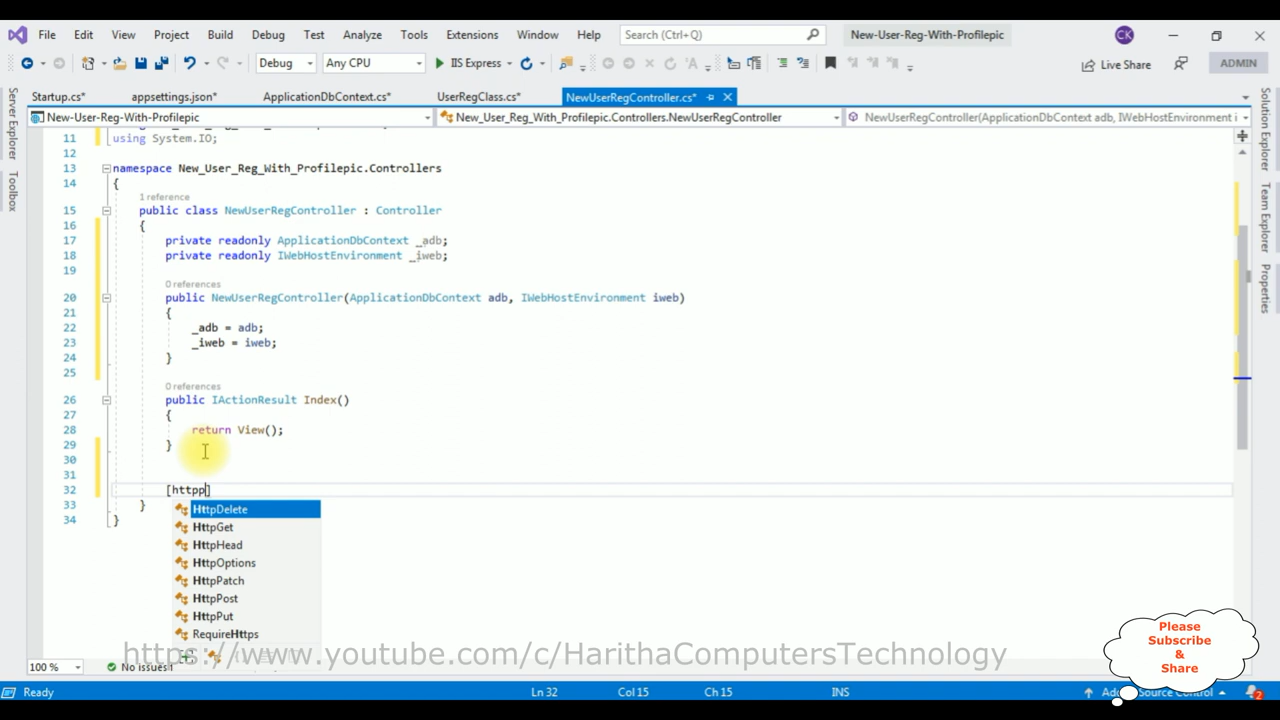 File Edit View Project Build Debug Test Analyze Tools Extensions Window Help Search (Ctrl+Q) New-User-Reg-With-Profilepic CK
Debug Any CPU IIS Express Live Share ADMIN
Startup.cs* appsettings.json* ApplicationDbContext.cs* UserRegClass.cs* NewUserRegController.cs*
New-User-Reg-With-Profilepic New_User_Reg_With_Profilepic.Controllers.NewUserRegController NewUserRegController(ApplicationDbContext adb, IWebHostEnvironment i
Server Explorer
Toolbox
Solution Explorer
Team Explorer
Properties
11 using System.IO;
12
13 namespace New_User_Reg_With_Profilepic.Controllers
14 {
1 reference
15 public class NewUserRegController : Controller
16 {
17 private readonly ApplicationDbContext _adb;
18 private readonly IWebHostEnvironment _iweb;
19
0 references
20 public NewUserRegController(ApplicationDbContext adb, IWebHostEnvironment iweb)
21 {
22 _adb = adb;
23 _iweb = iweb;
24 }
25
0 references
26 public IActionResult Index()
27 {
28 return View();
29 }
30
31
32 [httpp]
33 }
34 }
HttpDelete
HttpGet
HttpHead
HttpOptions
HttpPatch
HttpPost
HttpPut
RequireHttps
https://www.youtube.com/c/HarithaComputersTechnology
Please
Subscribe
&
Share
100 % No issues
Ready Ln 32 Col 15 Ch 15 INS Source Control 2